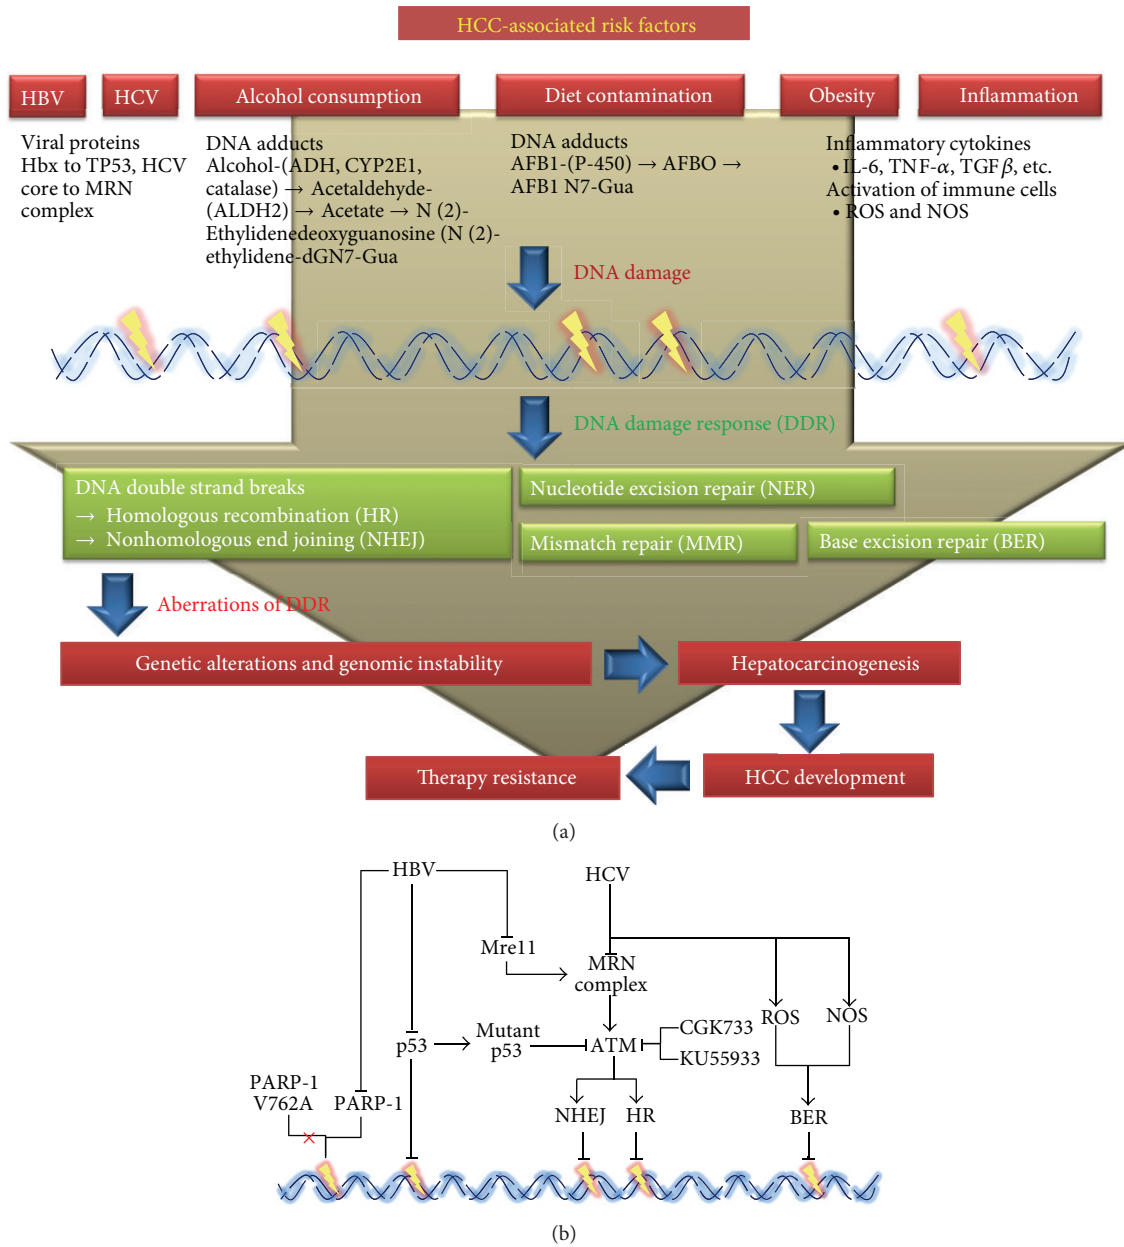 HCC-associated risk factors
HBV
HCV
Alcohol consumption
Diet contamination
Obesity
Inflammation
Viral proteins
Hbx to TP53, HCV
core to MRN
complex
DNA adducts
Alcohol-(ADH, CYP2E1,
catalase) → Acetaldehyde-
(ALDH2) → Acetate → N (2)-
Ethylidenedeoxyguanosine (N (2)-
ethylidene-dGN7-Gua
DNA adducts
AFB1-(P-450) → AFBO →
AFB1 N7-Gua
Inflammatory cytokines
• IL-6, TNF-α, TGFβ, etc.
Activation of immune cells
• ROS and NOS
DNA damage
DNA damage response (DDR)
DNA double strand breaks
→ Homologous recombination (HR)
→ Nonhologous end joining (NHEJ)
Nucleotide excision repair (NER)
Mismatch repair (MMR)
Base excision repair (BER)
Aberrations of DDR
Genetic alterations and genomic instability
Hepatocarcinogenesis
Therapy resistance
HCC development
(a)
HBV
HCV
Mre11
MRN
complex
ROS
NOS
p53
Mutant
p53
ATM
CGK733
KU55933
PARP-1
V762A
PARP-1
NHEJ
HR
BER
(b)